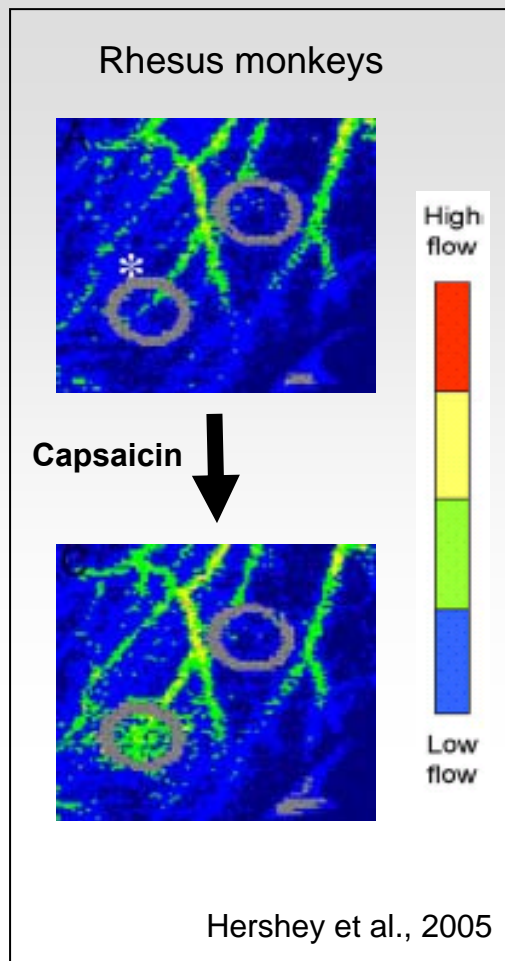 Rhesus monkeys
A
*
High
flow
Capsaicin
C
Low
flow
Hershey et al., 2005